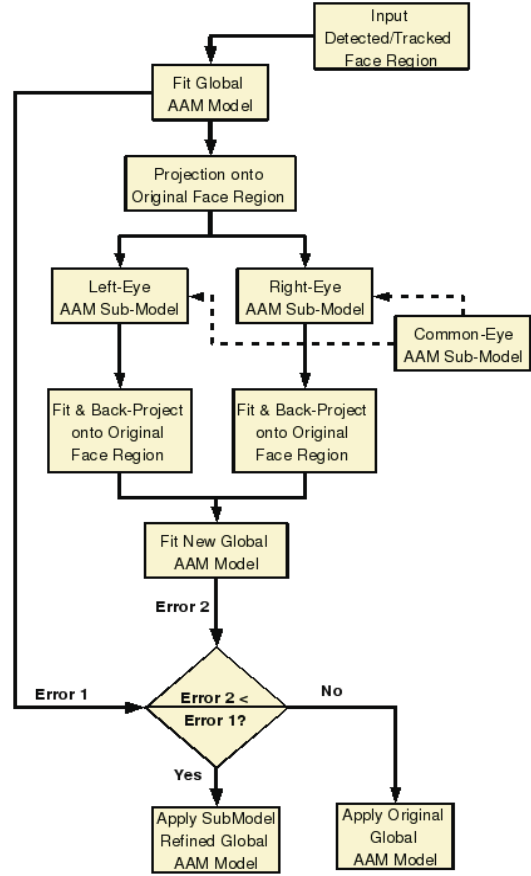 Input
Detected/Tracked
Face Region
Fit Global
AAM Model
Projection onto
Original Face Region
Left-Eye
AAM Sub-Model
Right-Eye
AAM Sub-Model
Common-Eye
AAM Sub-Model
Fit & Back-Project
onto Original
Face Region
Fit & Back-Project
onto Original
Face Region
Fit New Global
AAM Model
Error 2
Error 1
Error 2 <
Error 1?
No
Yes
Apply SubModel
Refined Global
AAM Model
Apply Original
Global
AAM Model